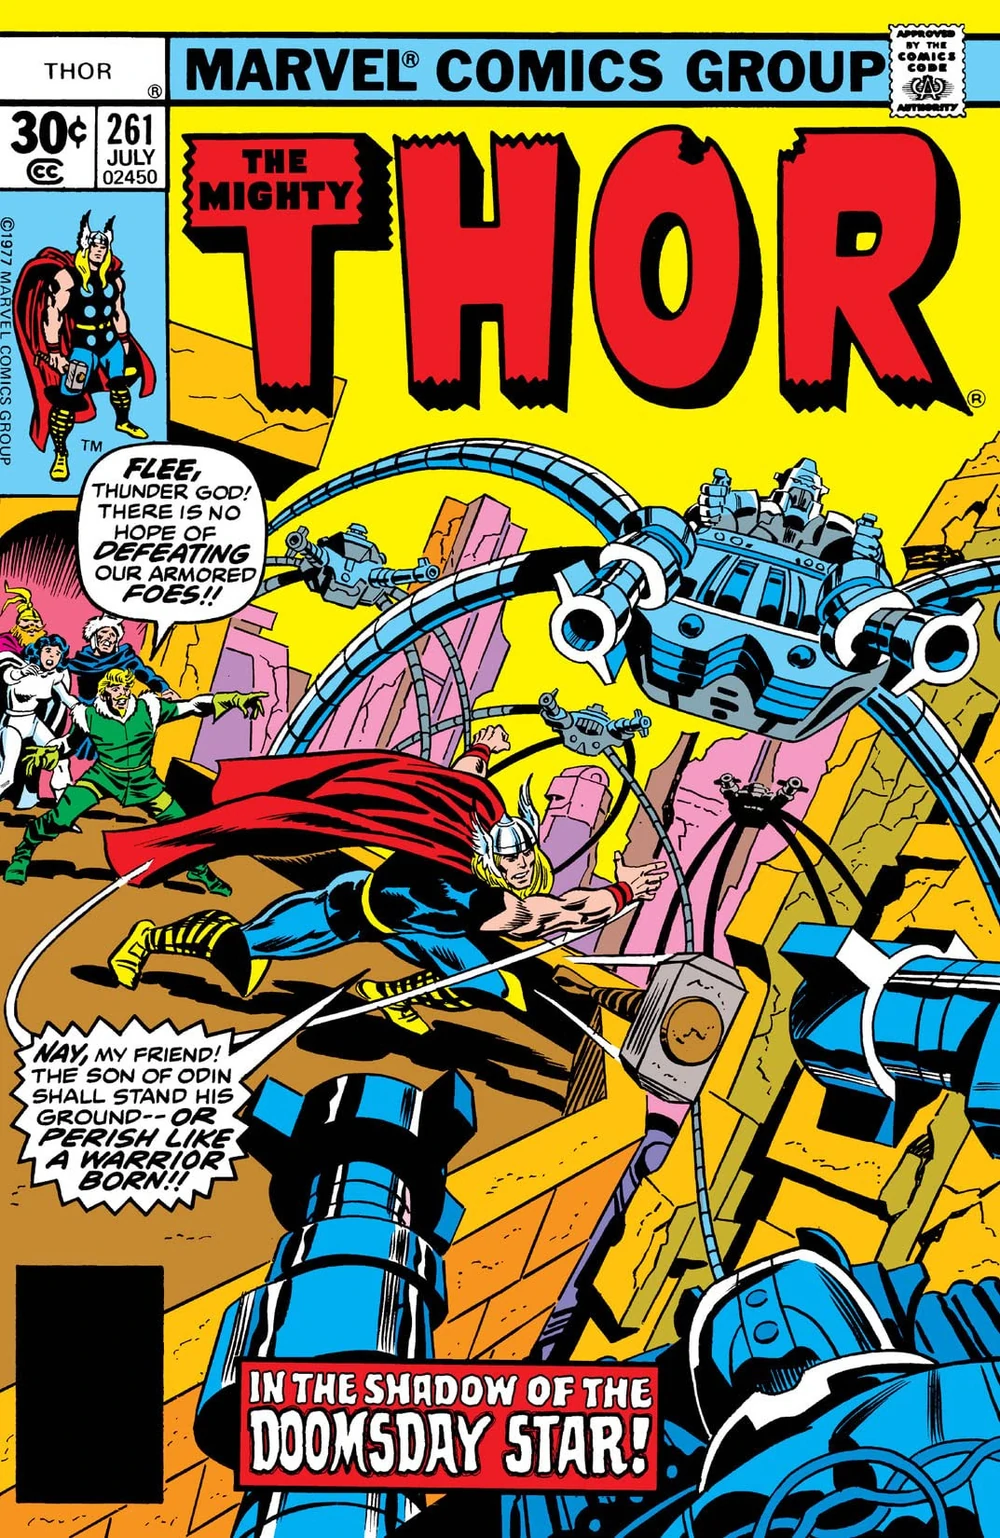 THOR
®
MARVEL® COMICS GROUP
APPROVED
BY THE
COMICS
CODE
CA
AUTHORITY
30¢
CC
261
JULY
02450
THE
MIGHTY
THOR
®
©1977 MARVEL COMICS GROUP
TM
FLEE,
THUNDER GOD!
THERE IS NO
HOPE OF
DEFEATING
OUR ARMORED
FOES!!
NAY, MY FRIEND!
THE SON OF ODIN
SHALL STAND HIS
GROUND-- OR
PERISH LIKE
A WARRIOR
BORN!!
IN THE SHADOW OF THE
DOOMSDAY STAR!